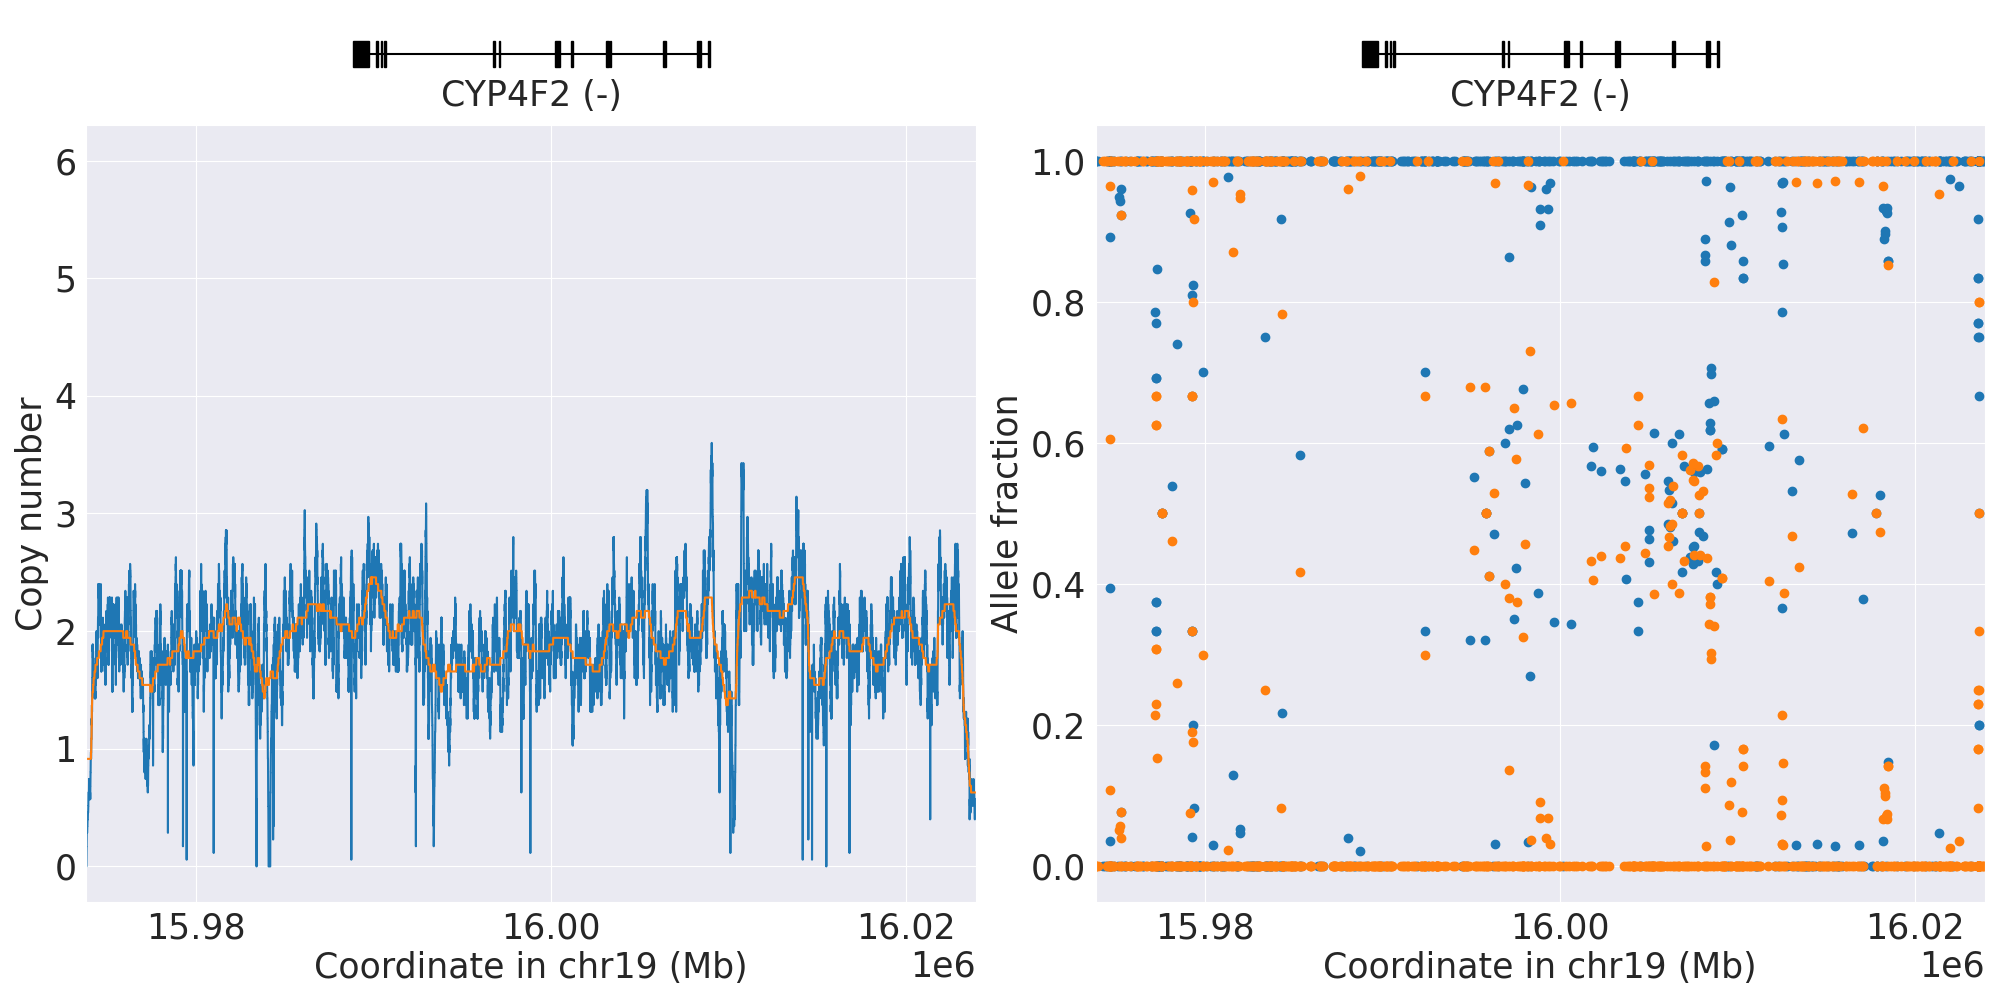 CYP4F2 (-)
6
5
4
3
2
1
0
Copy number
15.98
16.00
16.02
Coordinate in chr19 (Mb)
1e6
CYP4F2 (-)
1.0
0.8
0.6
0.4
0.2
0.0
Allele fraction
15.98
16.00
16.02
Coordinate in chr19 (Mb)
1e6